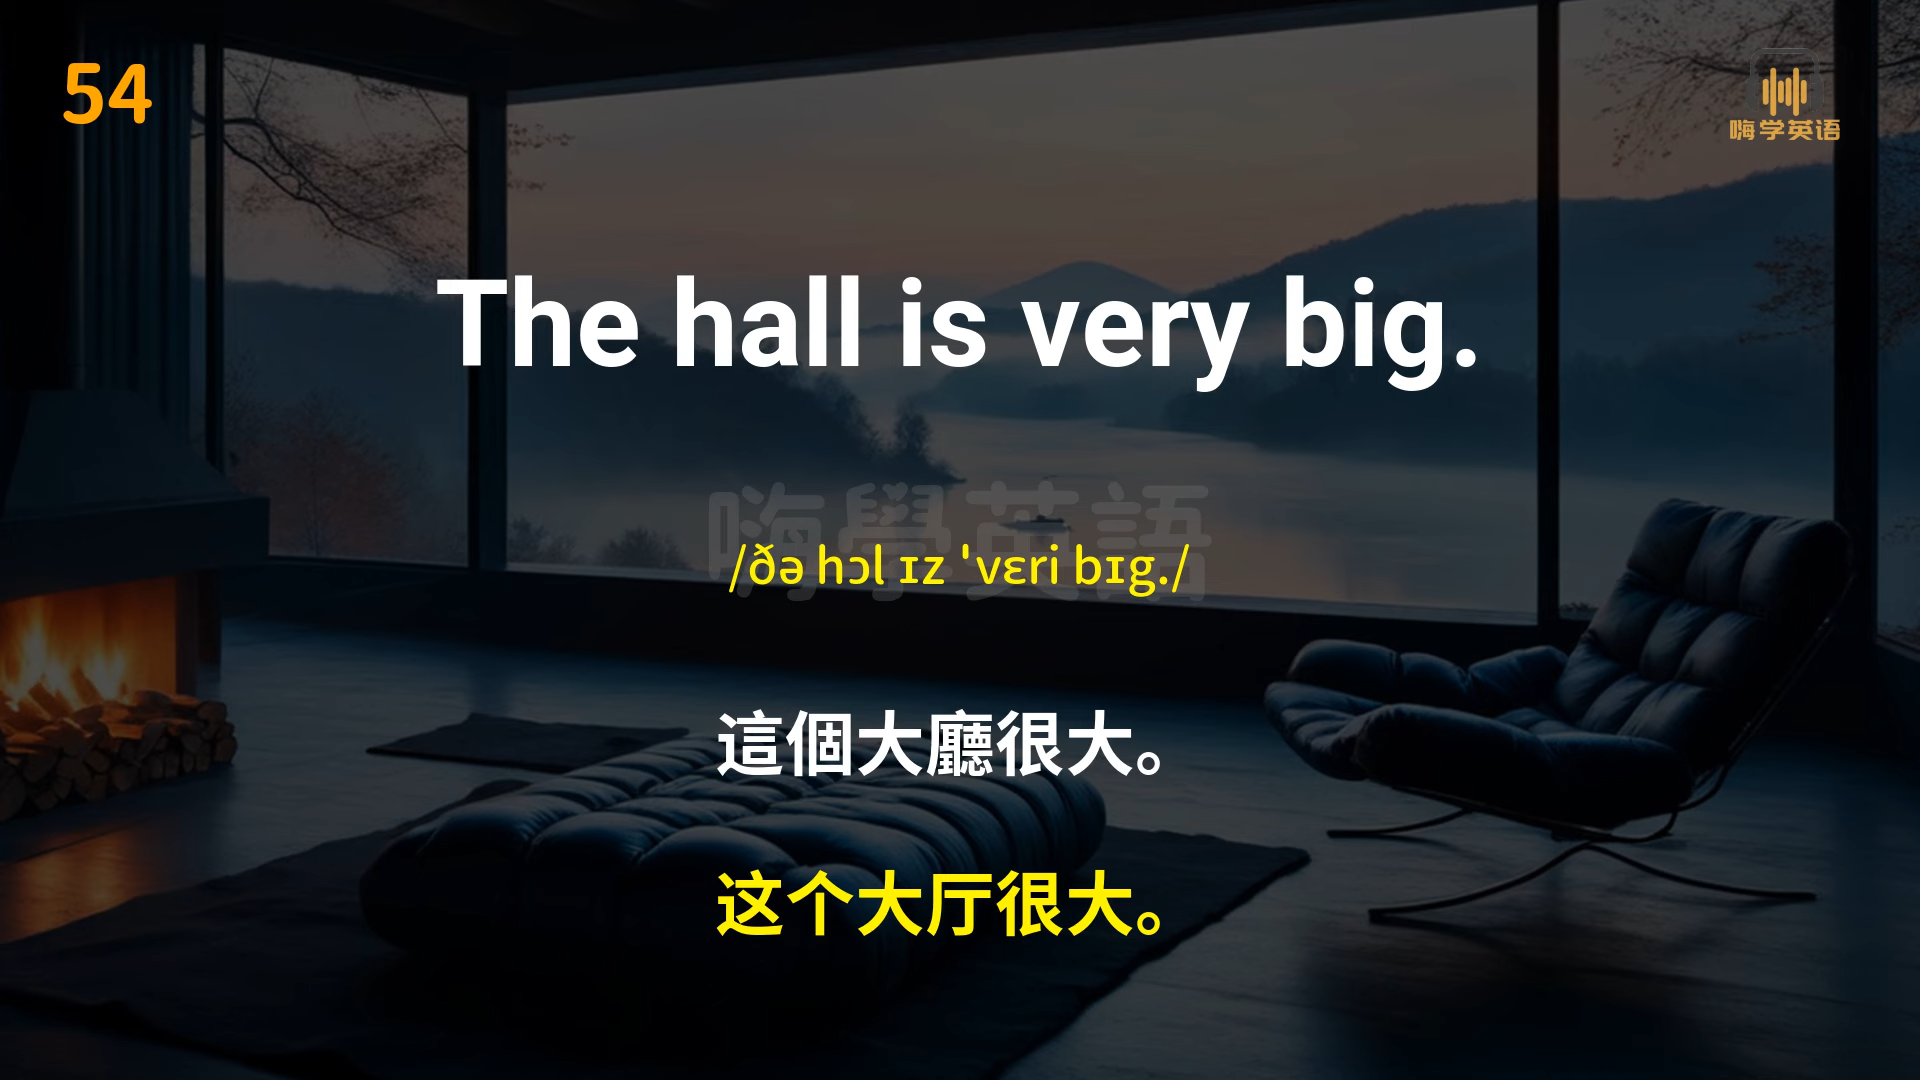 54
嗨学英语
The hall is very big.
嗨學英語
/ðə hɔl ɪz ˈvɛri bɪg./
這個大廳很大。
这个大厅很大。